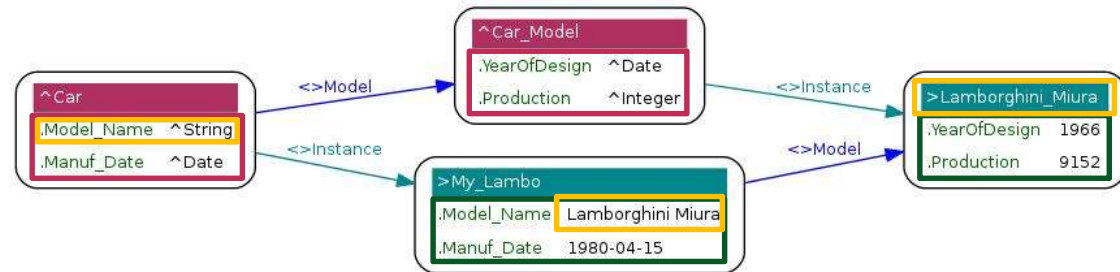 ^Car
.Model_Name ^String
.Manuf_Date ^Date
<>Model
<>Instance
^Car_Model
.YearOfDesign ^Date
.Production ^Integer
>My_Lambo
.Model_Name Lamborghini Miura
.Manuf_Date 1980-04-15
<>Instance
<>Model
>Lamborghini_Miura
.YearOfDesign 1966
.Production 9152